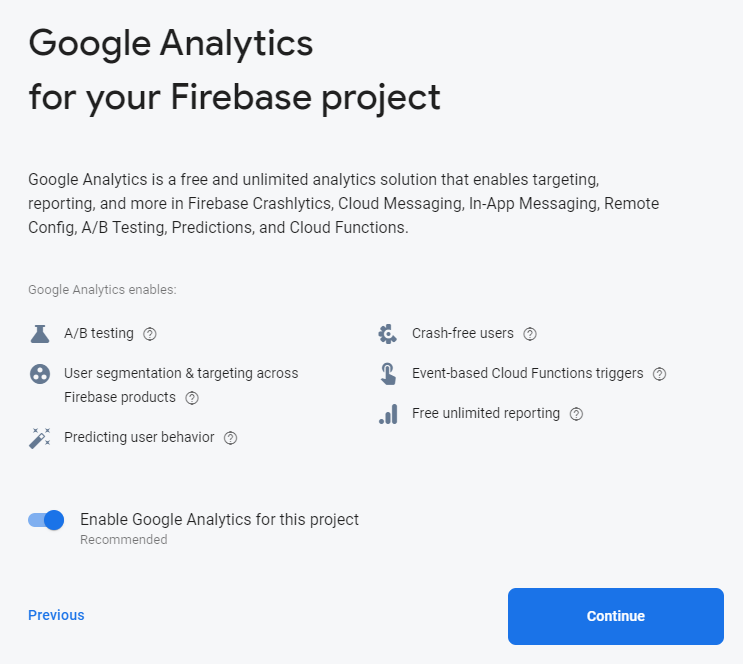 Google Analytics
for your Firebase project
Google Analytics is a free and unlimited analytics solution that enables targeting,
reporting, and more in Firebase Crashlytics, Cloud Messaging, In-App Messaging, Remote
Config, A/B Testing, Predictions, and Cloud Functions.
Google Analytics enables:
A/B testing
User segmentation & targeting across
Firebase products
Predicting user behavior
Crash-free users
Event-based Cloud Functions triggers
Free unlimited reporting
Enable Google Analytics for this project
Recommended
Previous
Continue